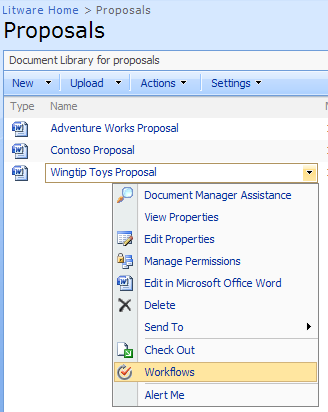 Litware Home > Proposals
Proposals
Document Library for proposals
New Upload Actions Settings
Type Name
Adventure Works Proposal
Contoso Proposal
Wingtip Toys Proposal
Document Manager Assistance
View Properties
Edit Properties
Manage Permissions
Edit in Microsoft Office Word
Delete
Send To
Check Out
Workflows
Alert Me